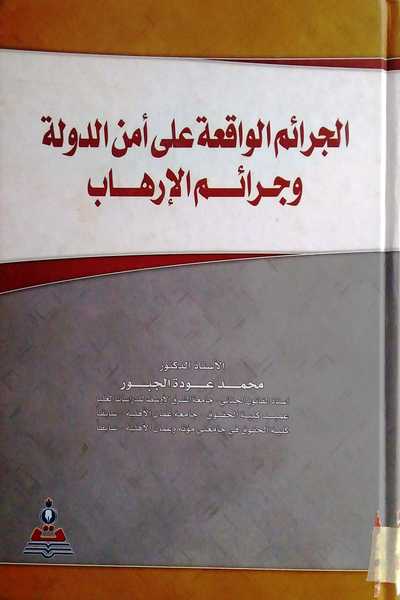 الجرائم الواقعة على أمن الدولة
وجرائم الإرهاب
الأستاذ الدكتور
محمد عودة الجبور
أستاذ القانون الجنائي - جامعة الشرق الأوسط للدراسات العليا
عميد كلية الحقوق - جامعة عمان الأهلية - سابقا
كلية الحقوق في جامعتي مؤتة وعمان الأهلية - سابقا